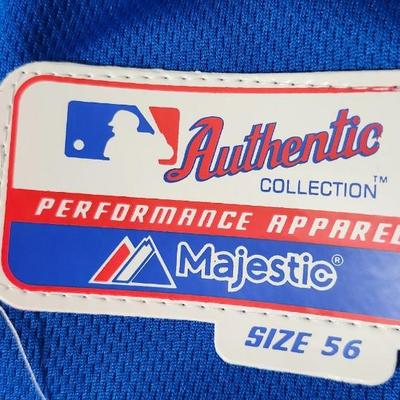 Authentic
COLLECTION™
PERFORMANCE APPAREL
Majestic®
SIZE 56